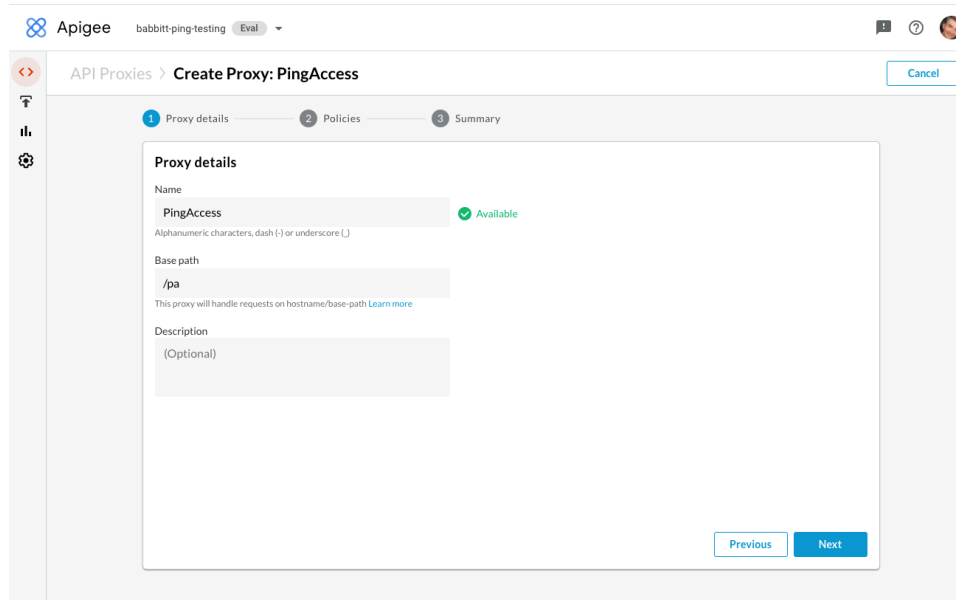 Apigee
babbitt-ping-testing Eval
API Proxies > Create Proxy: PingAccess
Cancel
1 Proxy details 2 Policies 3 Summary
Proxy details
Name
PingAccess
Available
Alphanumeric characters, dash (-) or underscore (_)
Base path
/pa
This proxy will handle requests on hostname/base-path Learn more
Description
(Optional)
Previous
Next